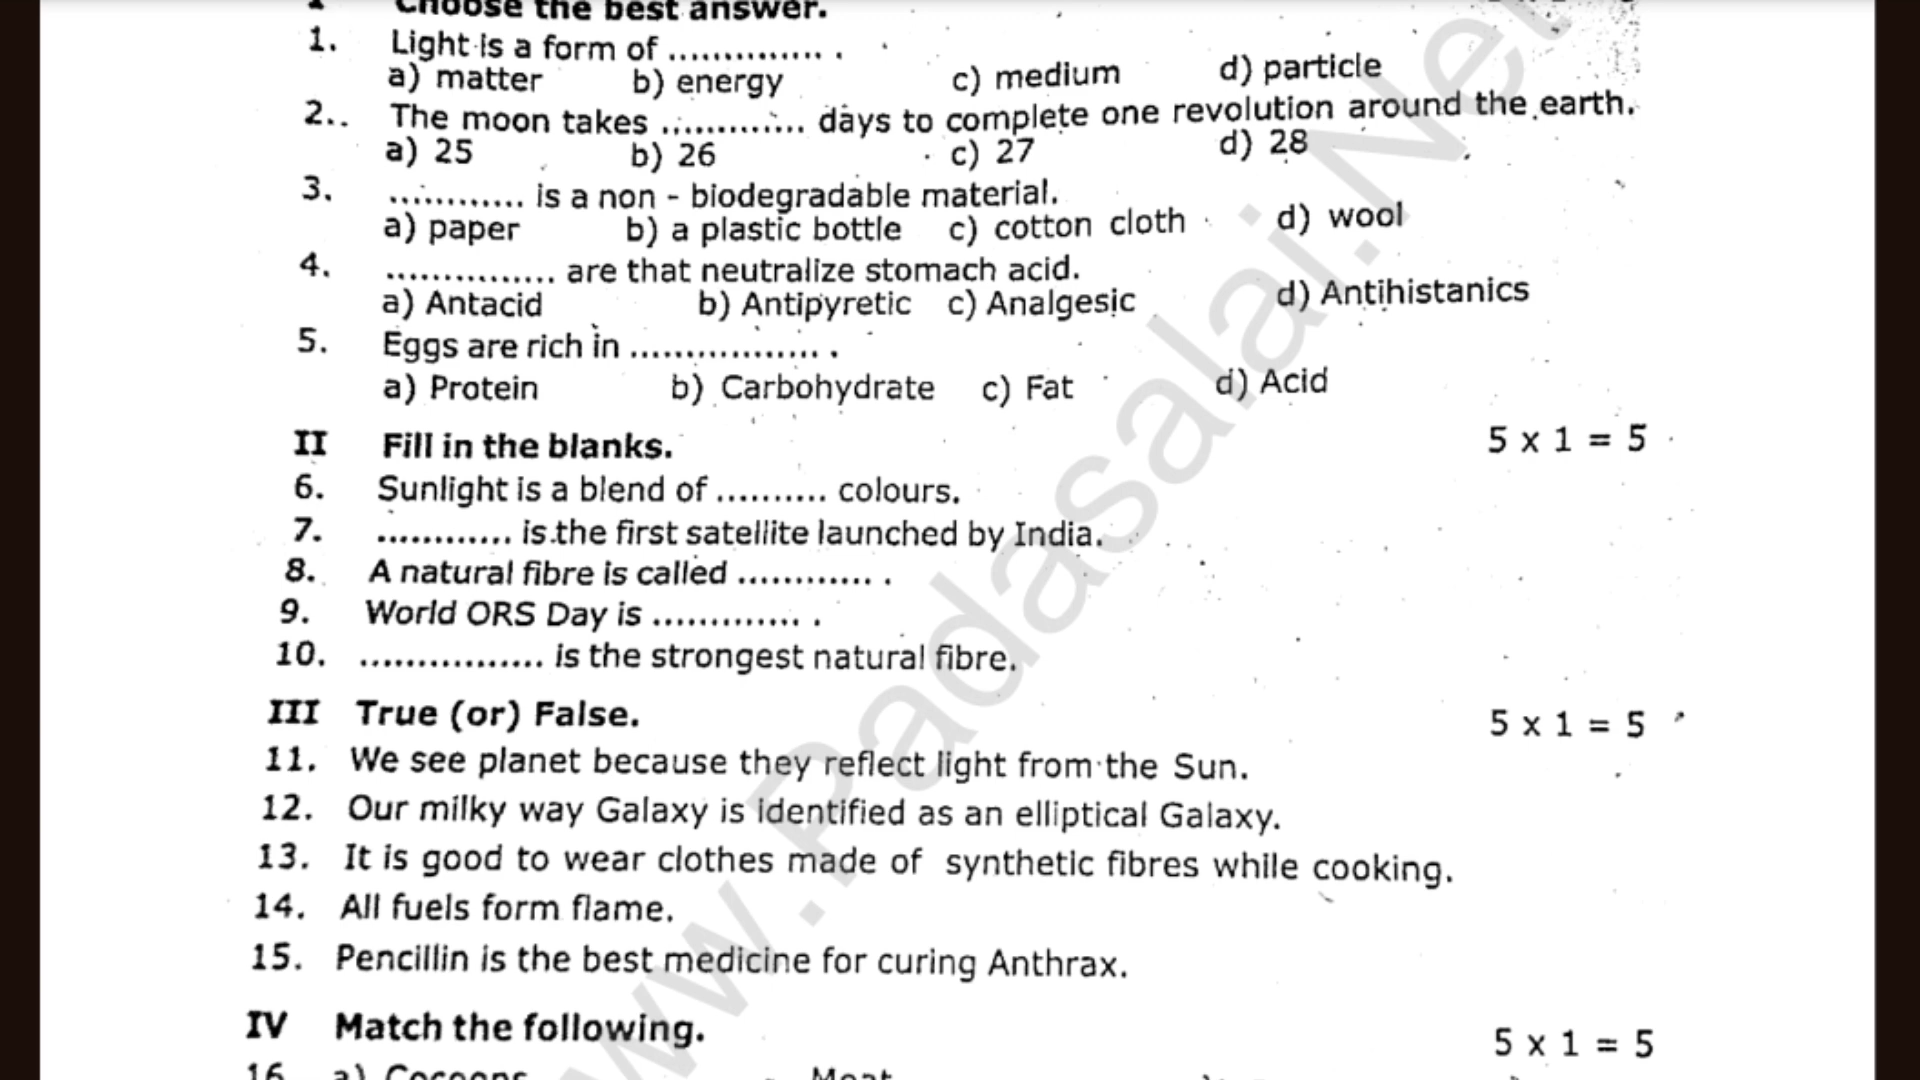 Choose the best answer.
1. Light is a form of .............. .
a) matter b) energy c) medium d) particle
2.. The moon takes ............. days to complete one revolution around the earth.
a) 25 b) 26 c) 27 d) 28
3. ............ is a non - biodegradable material.
a) paper b) a plastic bottle c) cotton cloth d) wool
4. ............... are that neutralize stomach acid.
a) Antacid b) Antipyretic c) Analgesic d) Antihistanics
5. Eggs are rich in ................. .
a) Protein b) Carbohydrate c) Fat d) Acid
II Fill in the blanks. 5 x 1 = 5
6. Sunlight is a blend of .......... colours.
7. ............ is the first satellite launched by India.
8. A natural fibre is called ............ .
9. World ORS Day is ............. .
10. ................ is the strongest natural fibre.
III True (or) False. 5 x 1 = 5
11. We see planet because they reflect light from the Sun.
12. Our milky way Galaxy is identified as an elliptical Galaxy.
13. It is good to wear clothes made of synthetic fibres while cooking.
14. All fuels form flame.
15. Pencillin is the best medicine for curing Anthrax.
IV Match the following. 5 x 1 = 5
16 a) Cocoons Meat
w.Padasalai.Net